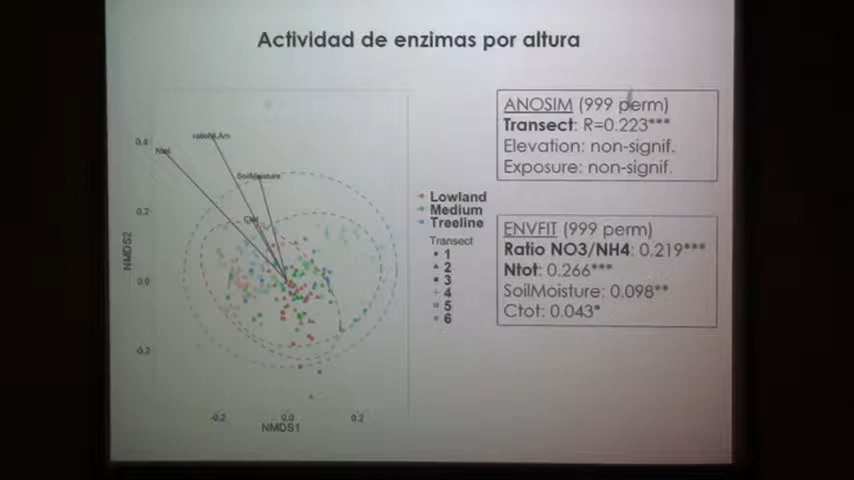 Actividad de enzimas por altura
ANOSIM (999 perm)
Transect: R=0.223***
Elevation: non-signif.
Exposure: non-signif.
ENVFIT (999 perm)
Ratio NO3/NH4: 0.219***
Ntot: 0.266***
SoilMoisture: 0.098**
Ctot: 0.043*
Lowland
Medium
Treeline
Transect
1
2
3
4
5
6
SoilMoisture
NMDS2
0.4
0.2
0.0
-0.2
-0.2
0.0
0.2
NMDS1